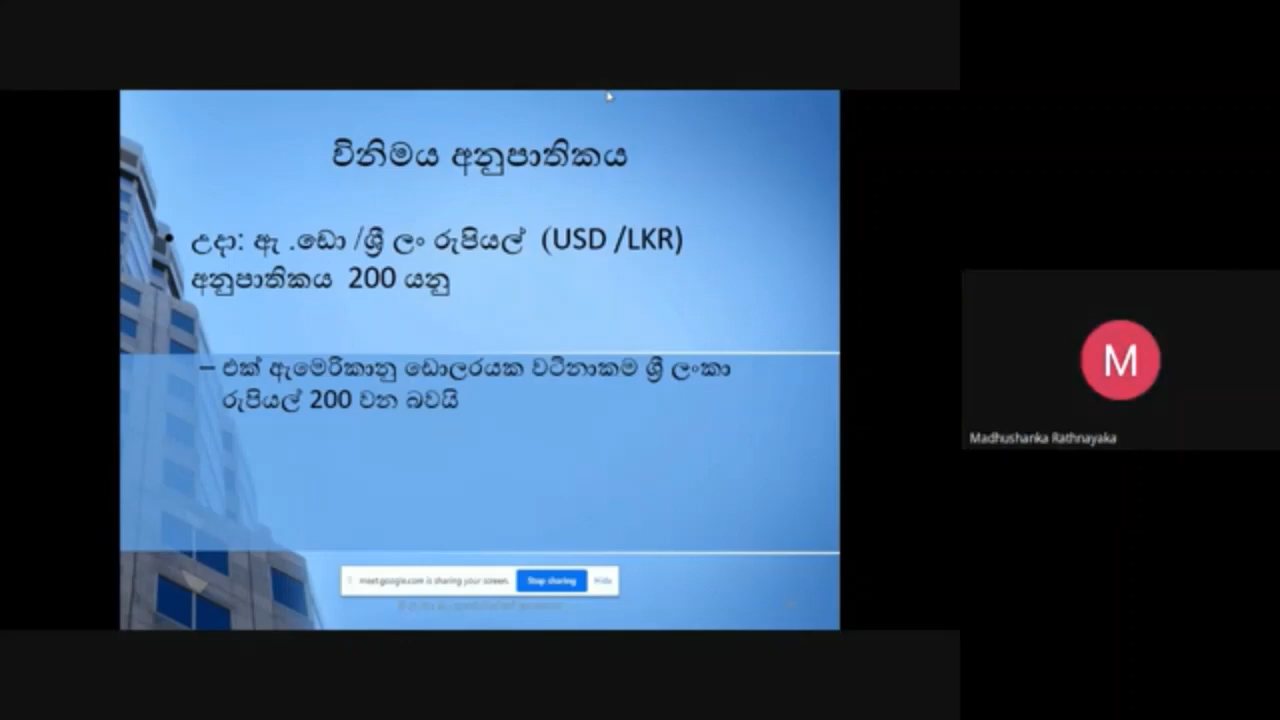 විනිමය අනුපාතිකය
• උදා: ඇ .ඩො /ශ්‍රී ලං රුපියල් (USD /LKR)
අනුපාතිකය 200 යනු
– එක් ඇමෙරිකානු ඩොලරයක වටිනාකම ශ්‍රී ලංකා
රුපියල් 200 වන බවයි
meet.google.com is sharing your screen. Stop sharing Hide
M
Madhushanka Rathnayaka